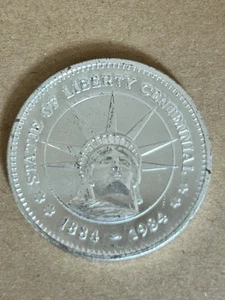 STATUE OF LIBERTY CENTENNIAL
1884 - 1984